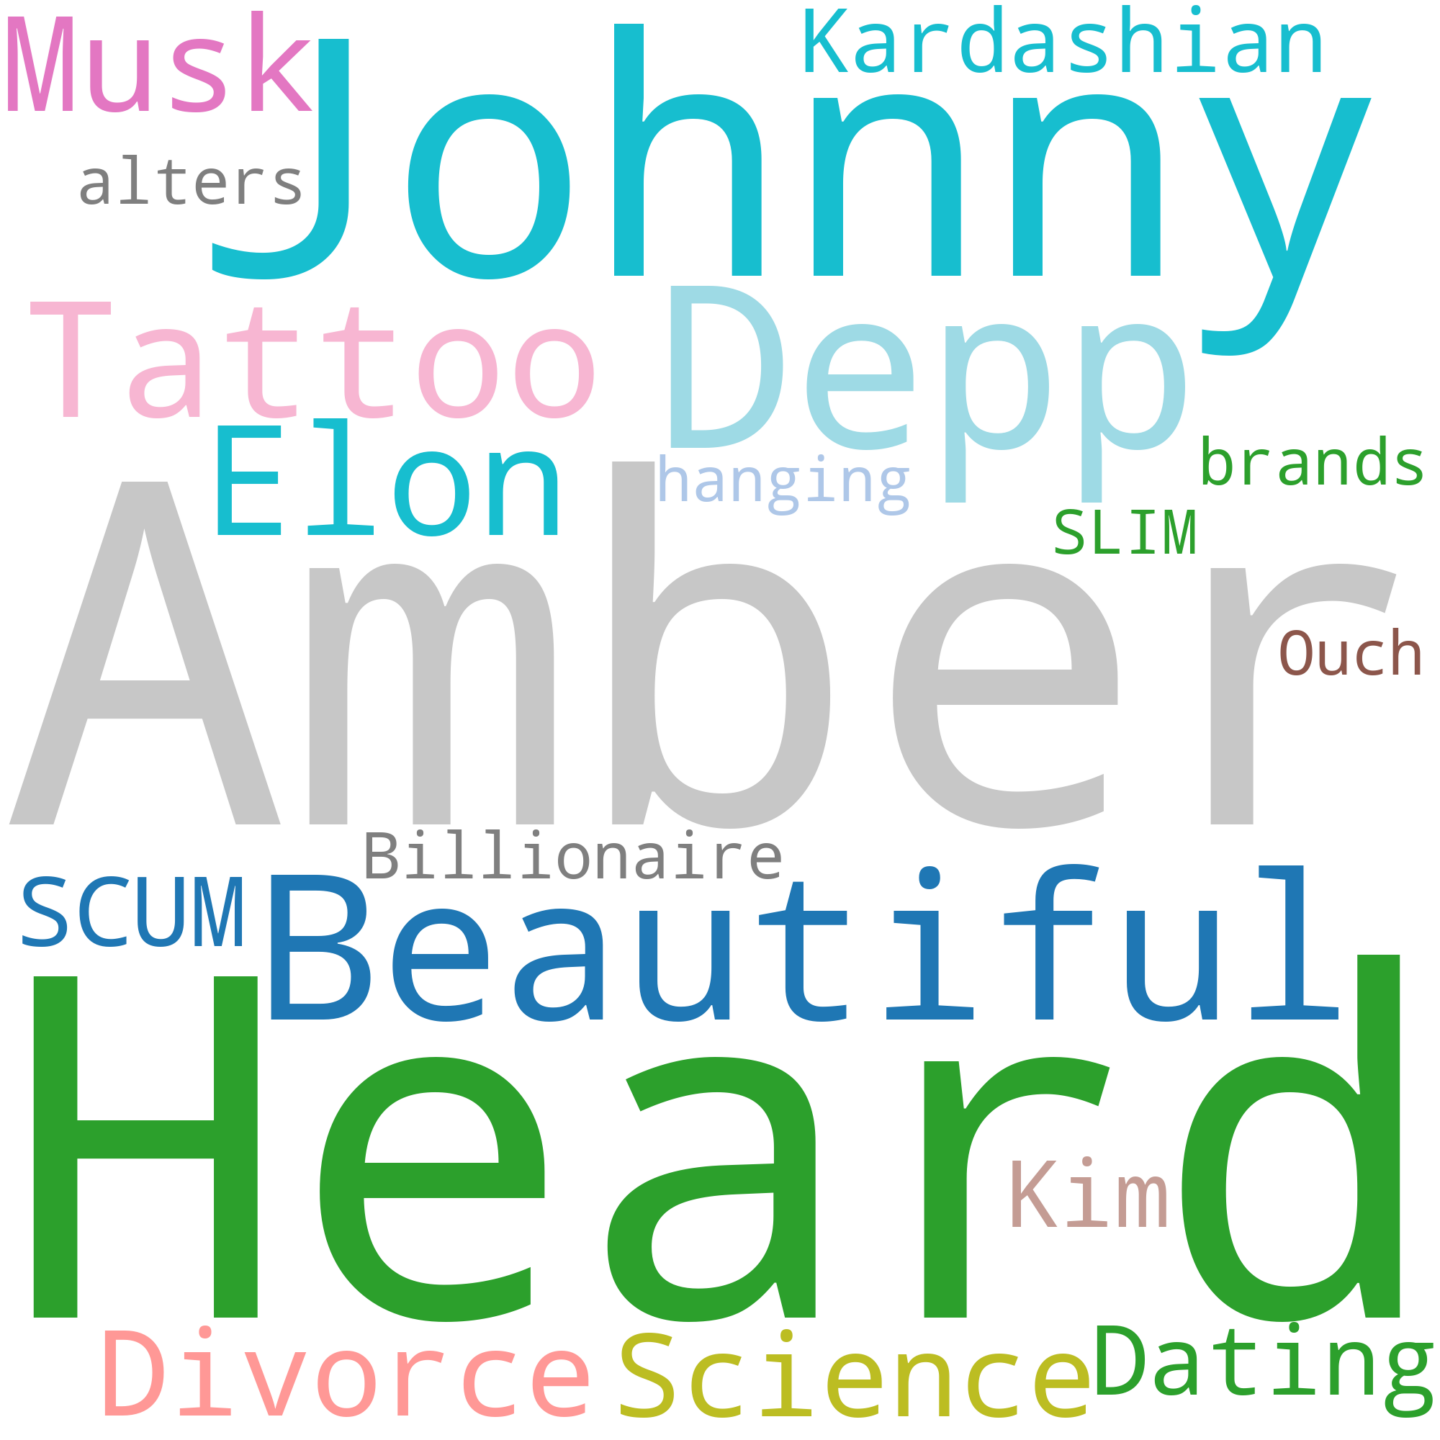 Musk
Kardashian
Johnny
alters
Tattoo
Depp
Elon
hanging
brands
SLIM
Amber
Ouch
Billionaire
SCUM
Beautiful
Heard
Kim
Divorce
Science
Dating